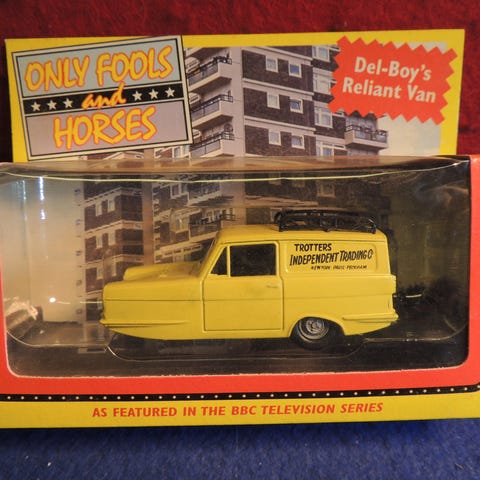 ONLY FOOLS
and
HORSES
Del-Boy's
Reliant Van
TROTTERS
INDEPENDENT TRADING Co
NEW YORK PARIS PECKHAM
AS FEATURED IN THE BBC TELEVISION SERIES